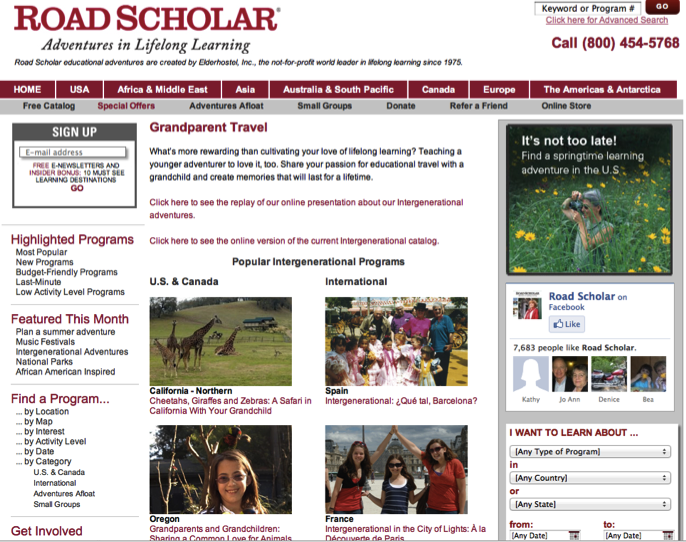 ROAD SCHOLAR®
Adventures in Lifelong Learning
Road Scholar educational adventures are created by Elderhostel, Inc., the not-for-profit world leader in lifelong learning since 1975.
Keyword or Program #
GO
Click here for Advanced Search
Call (800) 454-5768
HOME
USA
Africa & Middle East
Asia
Australia & South Pacific
Canada
Europe
The Americas & Antarctica
Free Catalog
Special Offers
Adventures Afloat
Small Groups
Donate
Refer a Friend
Online Store
SIGN UP
E-mail address
FREE E-NEWSLETTERS AND
INSIDER BONUS: 10 MUST SEE
LEARNING DESTINATIONS
GO
Highlighted Programs
Most Popular
New Programs
Budget-Friendly Programs
Last-Minute
Low Activity Level Programs
Featured This Month
Plan a summer adventure
Music Festivals
Intergenerational Adventures
National Parks
African American Inspired
Find a Program...
... by Location
... by Map
... by Interest
... by Activity Level
... by Date
... by Category
U.S. & Canada
International
Adventures Afloat
Small Groups
Get Involved
Grandparent Travel
What's more rewarding than cultivating your love of lifelong learning? Teaching a
younger adventurer to love it, too. Share your passion for educational travel with a
grandchild and create memories that will last for a lifetime.
Click here to see the replay of our online presentation about our Intergenerational
adventures.
Click here to see the online version of the current Intergenerational catalog.
Popular Intergenerational Programs
U.S. & Canada
California - Northern
Cheetahs, Giraffes and Zebras: A Safari in
California With Your Grandchild
Oregon
Grandparents and Grandchildren:
Sharing a Common Love for Animals
International
Spain
Intergenerational: ¿Qué tal, Barcelona?
France
Intergenerational in the City of Lights: À la
Découverte de Paris
It's not too late!
Find a springtime learning
adventure in the U.S
Road Scholar on
Facebook
Like
7,683 people like Road Scholar.
Kathy
Jo Ann
Denice
Bea
I WANT TO LEARN ABOUT ...
[Any Type of Program]
in
[Any Country]
or
[Any State]
from:
to:
[Any Date]
[Any Date]